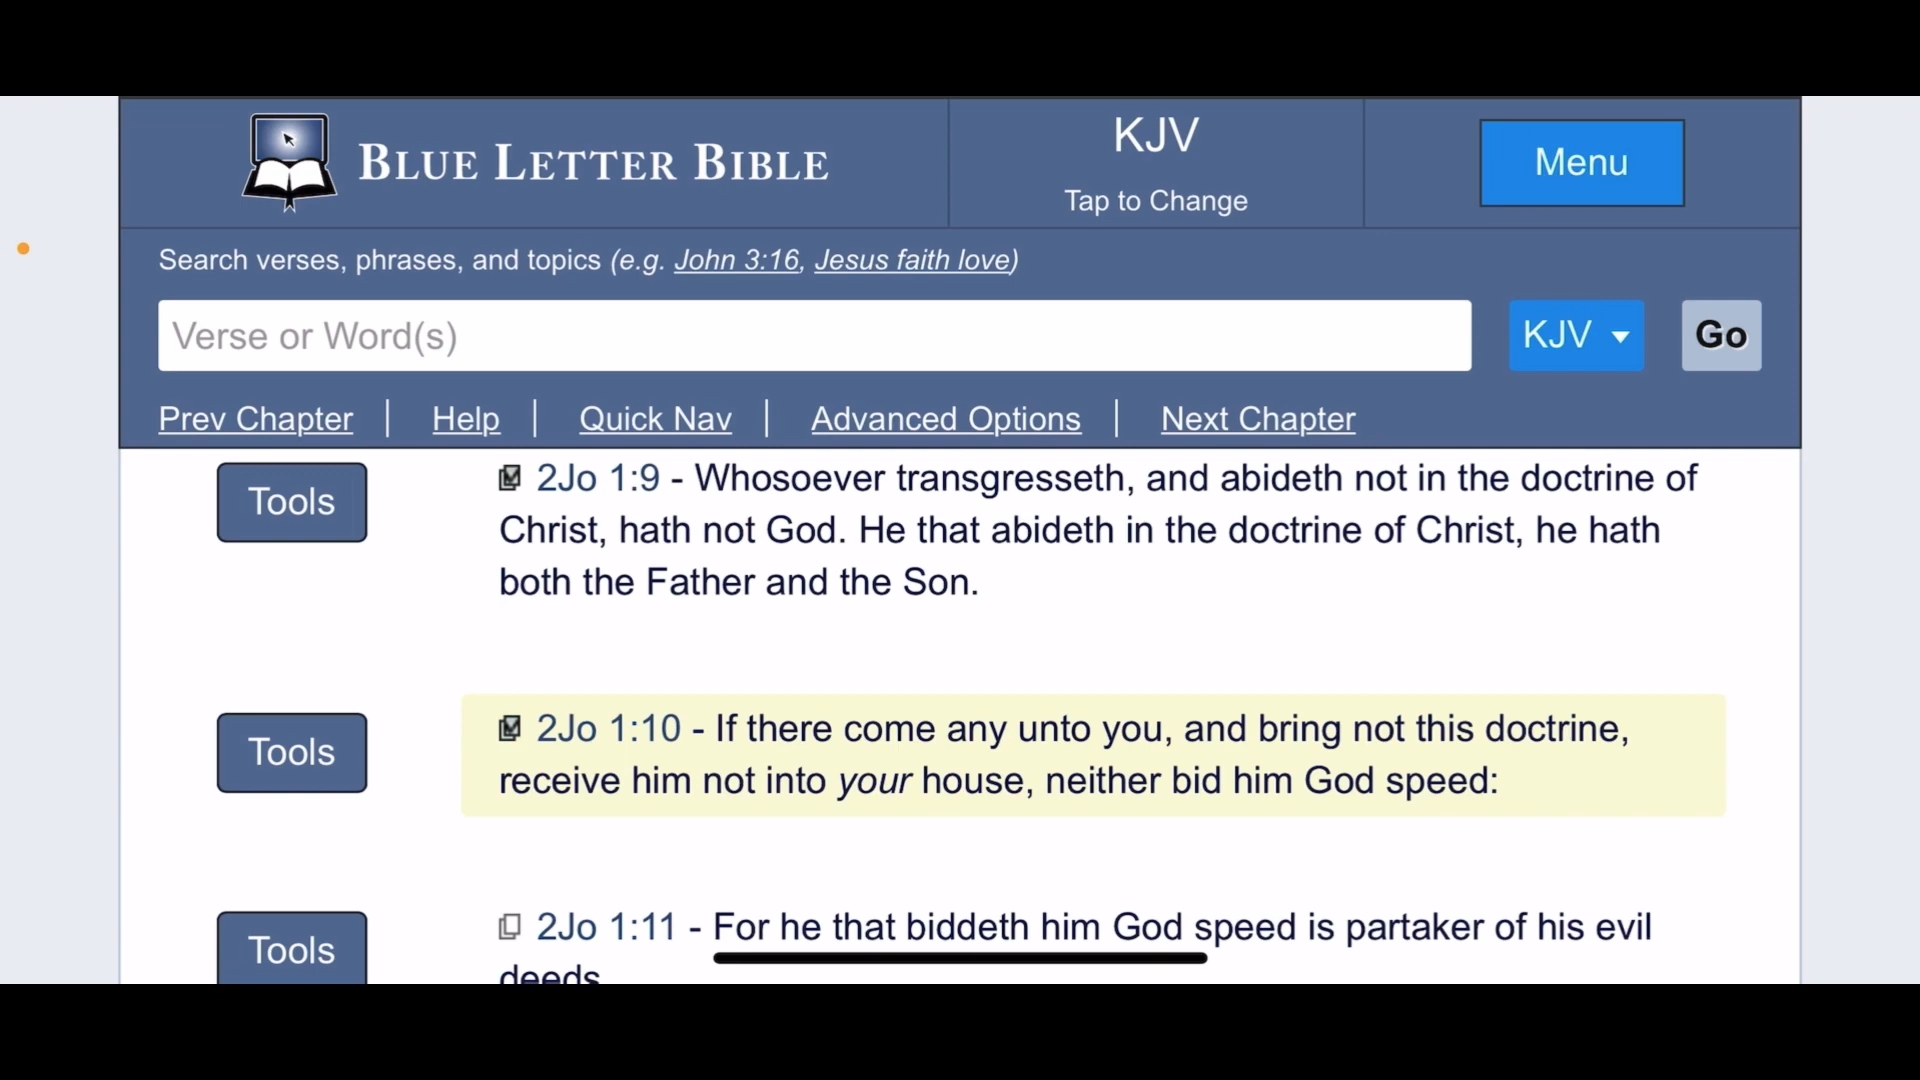 BLUE LETTER BIBLE
KJV
Tap to Change
Menu
Search verses, phrases, and topics (e.g. John 3:16, Jesus faith love)
Verse or Word(s)
KJV
Go
Prev Chapter | Help | Quick Nav | Advanced Options | Next Chapter
Tools
2Jo 1:9 - Whosoever transgresseth, and abideth not in the doctrine of
Christ, hath not God. He that abideth in the doctrine of Christ, he hath
both the Father and the Son.
Tools
2Jo 1:10 - If there come any unto you, and bring not this doctrine,
receive him not into your house, neither bid him God speed:
Tools
2Jo 1:11 - For he that biddeth him God speed is partaker of his evil
deeds